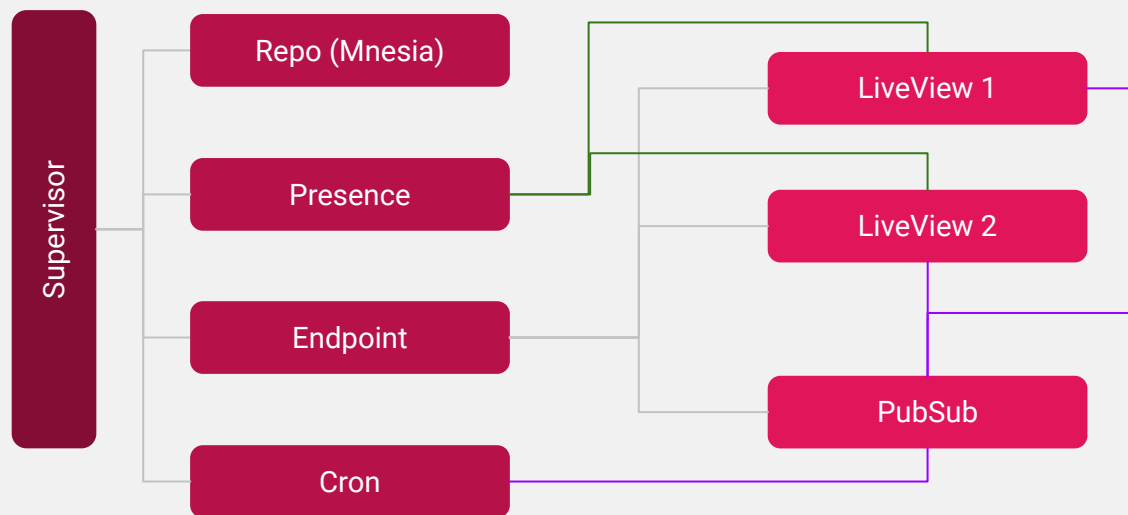 Supervisor
Repo (Mnesia)
Presence
Endpoint
Cron
LiveView 1
LiveView 2
PubSub